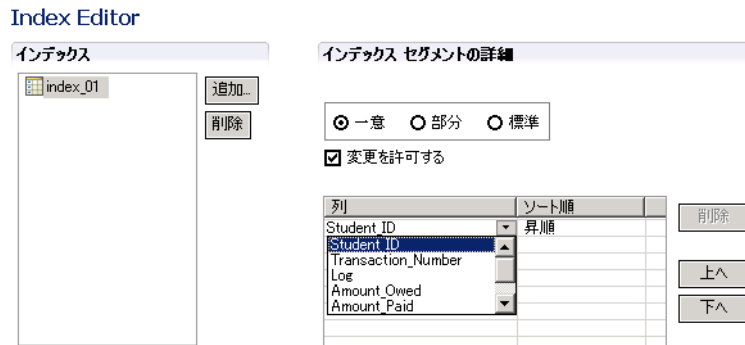 Index Editor
インデックス
index_01
追加...
削除
インデックス セグメントの詳細
一意 部分 標準
変更を許可する
列 ソート順
Student_ID 昇順
Student_ID
Transaction_Number
Log
Amount_Owed
Amount_Paid
削除
上へ
下へ